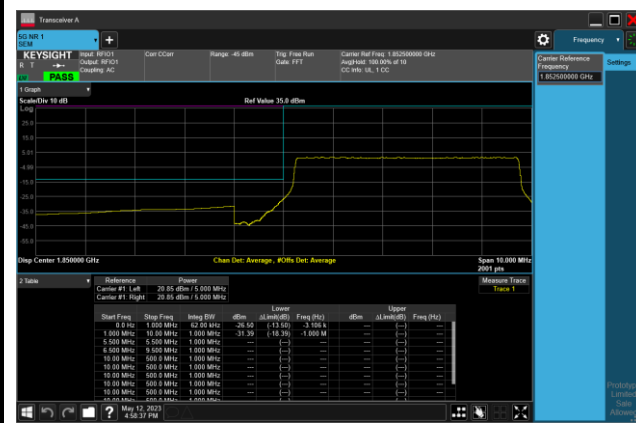 Transceiver A
5G NR 1
SEM
Frequency
KEYSIGHT
R T
PASS
Input: RFIO1
Output: RFIO1
Coupling: AC
Corr CCorr
Range: -45 dBm
Trig: Free Run
Gate: FFT
Carrier Ref Freq: 1.852500000 GHz
Avg|Hold: 100.00% of 10
CC Info: UL, 1 CC
Carrier Reference
Frequency
1.852500000 GHz
Settings
1 Graph
Scale/Div 10 dB
Ref Value 35.0 dBm
Log
25.0
15.0
5.01
-4.99
-15.0
-25.0
-35.0
-45.0
-55.0
Disp Center 1.850000 GHz
Chan Det: Average , #Offs Det: Average
Span 10.000 MHz
2001 pts
2 Table
Reference Power
Carrier #1: Left 20.85 dBm / 5.000 MHz
Carrier #1: Right 20.85 dBm / 5.000 MHz
Measure Trace
Trace 1
Lower Upper
Start Freq Stop Freq Integ BW dBm ΔLimit(dB) Freq (Hz) dBm ΔLimit(dB) Freq (Hz)
0.0 Hz 1.000 MHz 62.00 kHz -26.50 (-13.50) -3.106 k --- (---) ---
1.000 MHz 10.00 MHz 1.000 MHz -31.39 (-18.39) -1.000 M --- (---) ---
5.500 MHz 5.500 MHz 1.000 MHz --- (---) --- --- (---) ---
6.500 MHz 9.500 MHz 1.000 MHz --- (---) --- --- (---) ---
10.00 MHz 500.0 MHz 1.000 MHz --- (---) --- --- (---) ---
10.00 MHz 500.0 MHz 1.000 MHz --- (---) --- --- (---) ---
10.00 MHz 500.0 MHz 1.000 MHz --- (---) --- --- (---) ---
10.00 MHz 500.0 MHz 1.000 MHz --- (---) --- --- (---) ---
10.00 MHz 500.0 MHz 1.000 MHz --- (---) --- --- (---) ---
May 12, 2023
4:58:37 PM
Limited
Sale